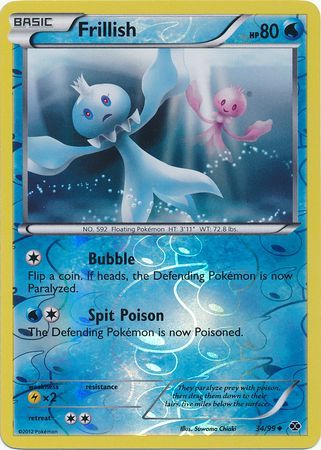 BASIC
Frillish
HP 80
NO. 592 Floating Pokémon HT: 3'11" WT: 72.8 lbs.
Bubble
Flip a coin. If heads, the Defending Pokémon is now
Paralyzed.
Spit Poison
The Defending Pokémon is now Poisoned.
weakness
resistance
×2
retreat
They paralyze prey with poison,
then drag them down to their
lairs, five miles below the surface.
©2012 Pokémon
Illus. Suwama Chiaki
34/99